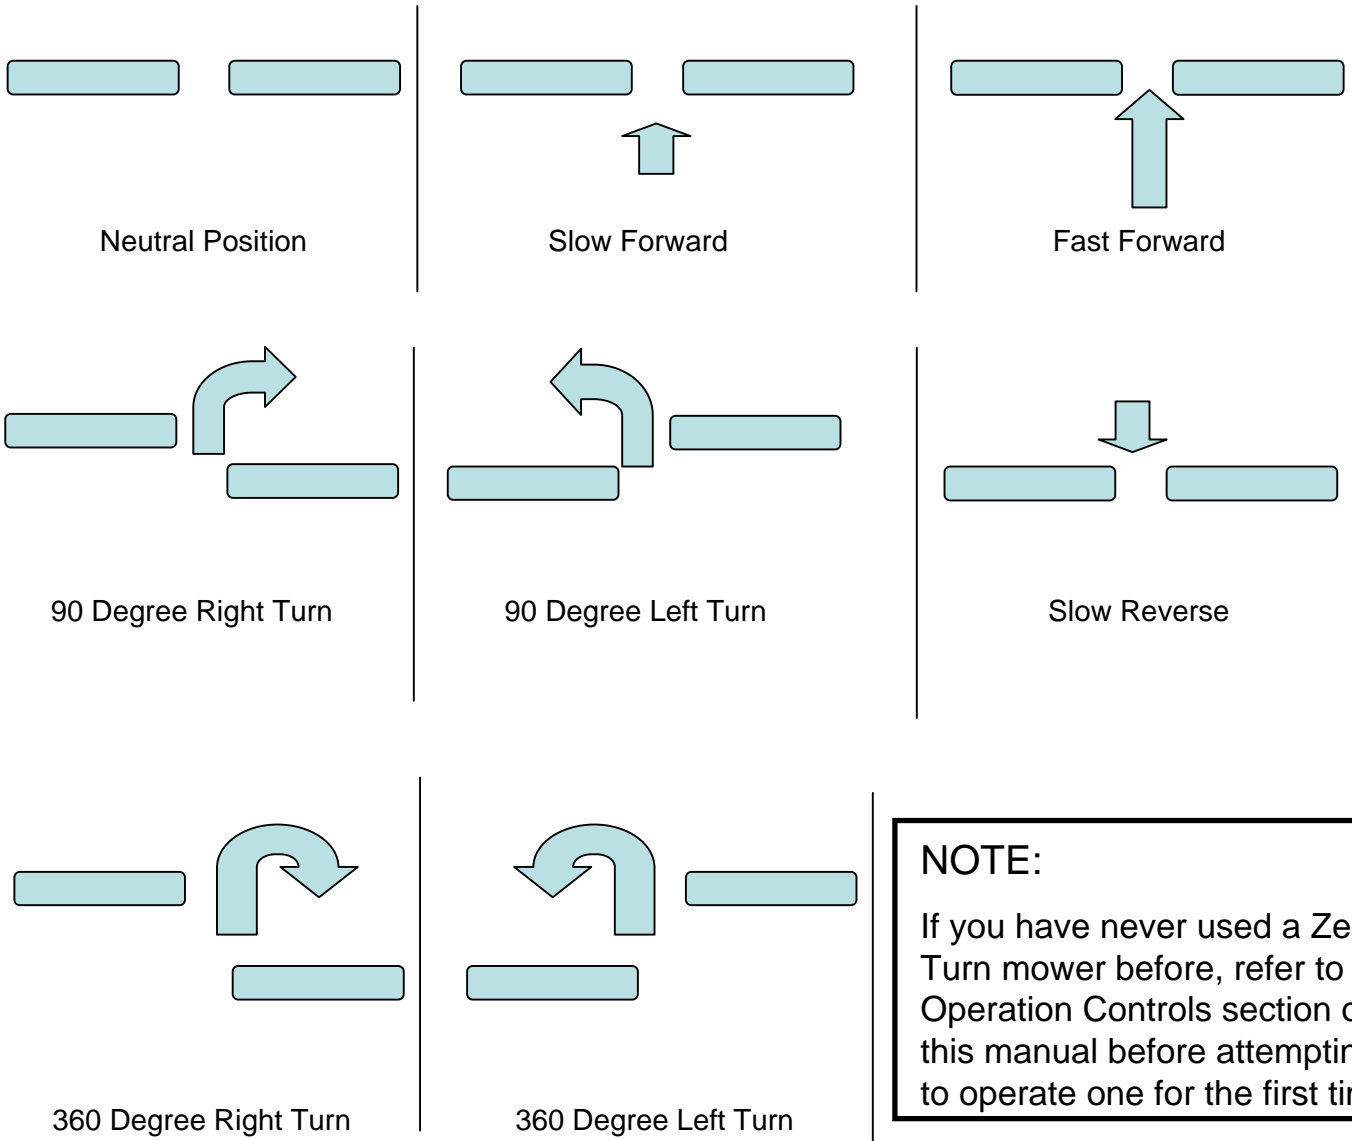 Neutral Position
Slow Forward
Fast Forward
90 Degree Right Turn
90 Degree Left Turn
Slow Reverse
360 Degree Right Turn
360 Degree Left Turn
NOTE:
If you have never used a
Turn mower before, refer to
Operation Controls section
this manual before
to operate one for the first